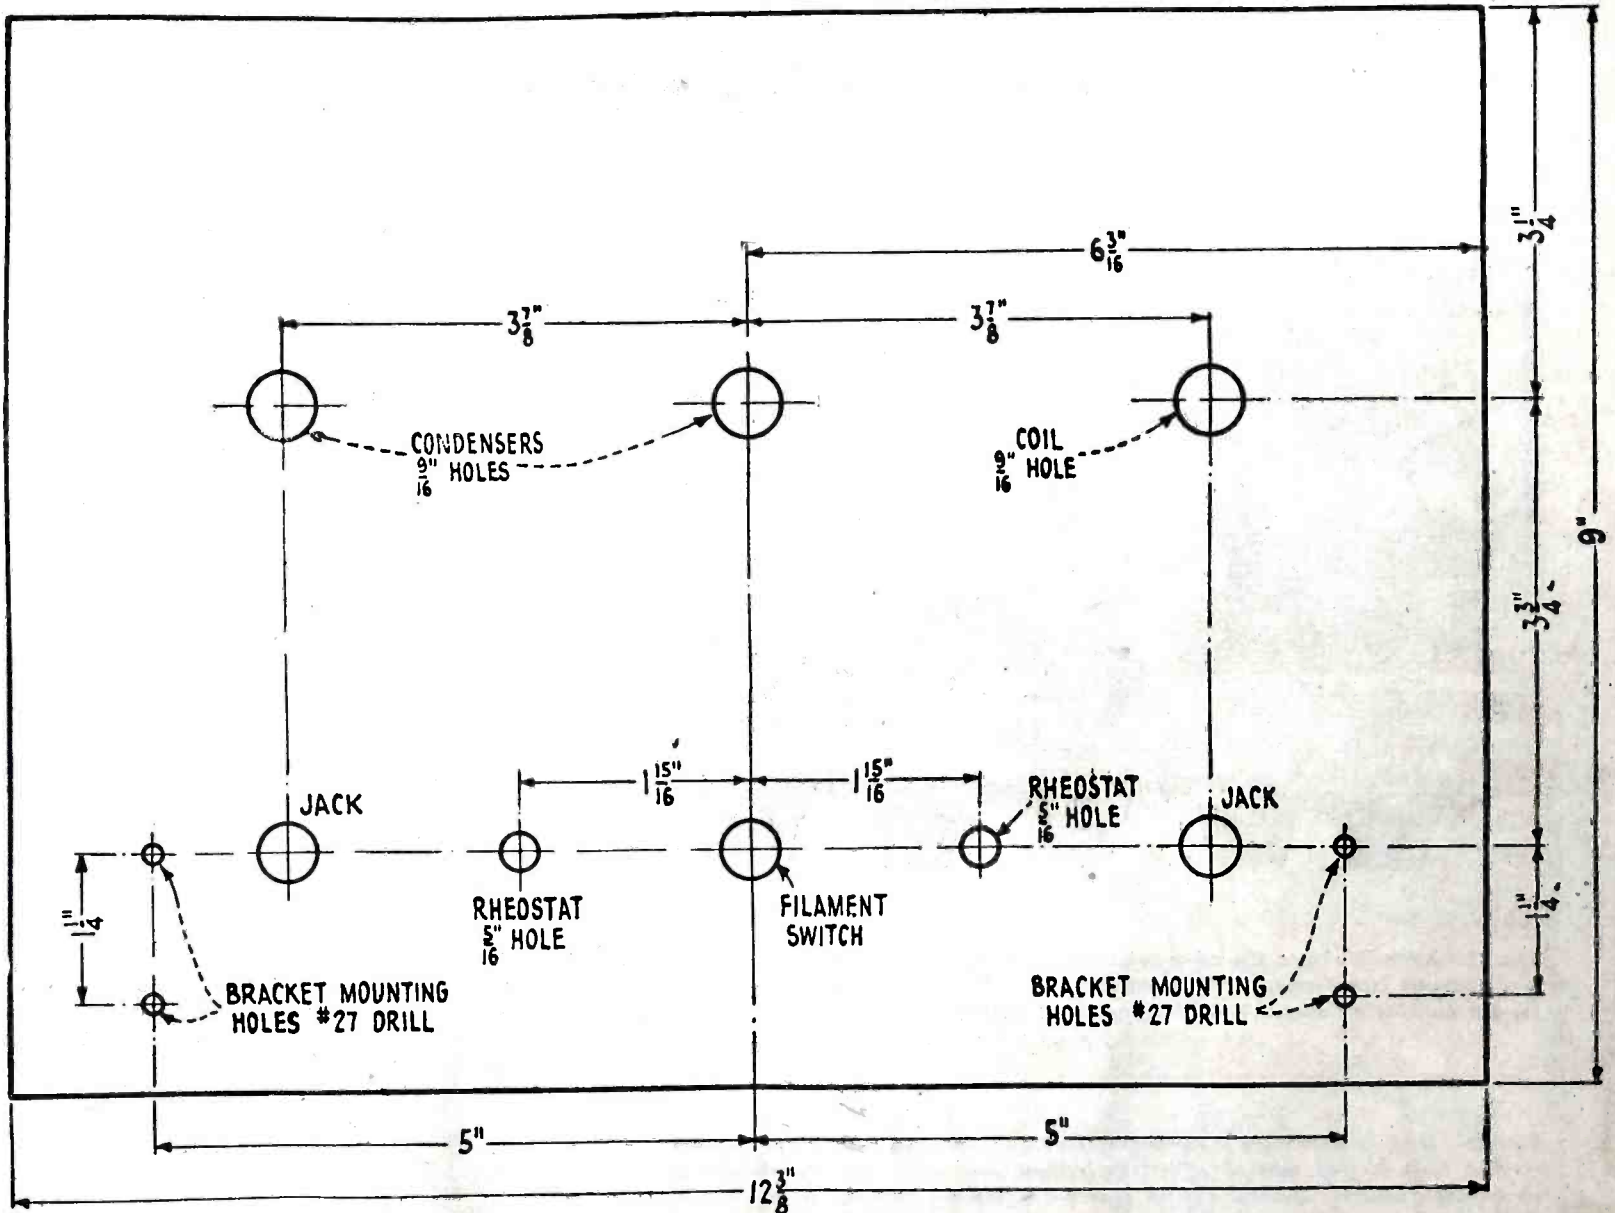 3 1/4"
6 3/16"
3 7/8"
3 7/8"
CONDENSERS
9/16" HOLES
COIL
9/16" HOLE
9"
3 3/4"
1 15/16"
1 15/16"
JACK
RHEOSTAT
5/16" HOLE
JACK
1 1/4"
RHEOSTAT
5/16" HOLE
FILAMENT
SWITCH
1 1/4"
BRACKET MOUNTING
HOLES #27 DRILL
BRACKET MOUNTING
HOLES #27 DRILL
5"
5"
12 3/8"